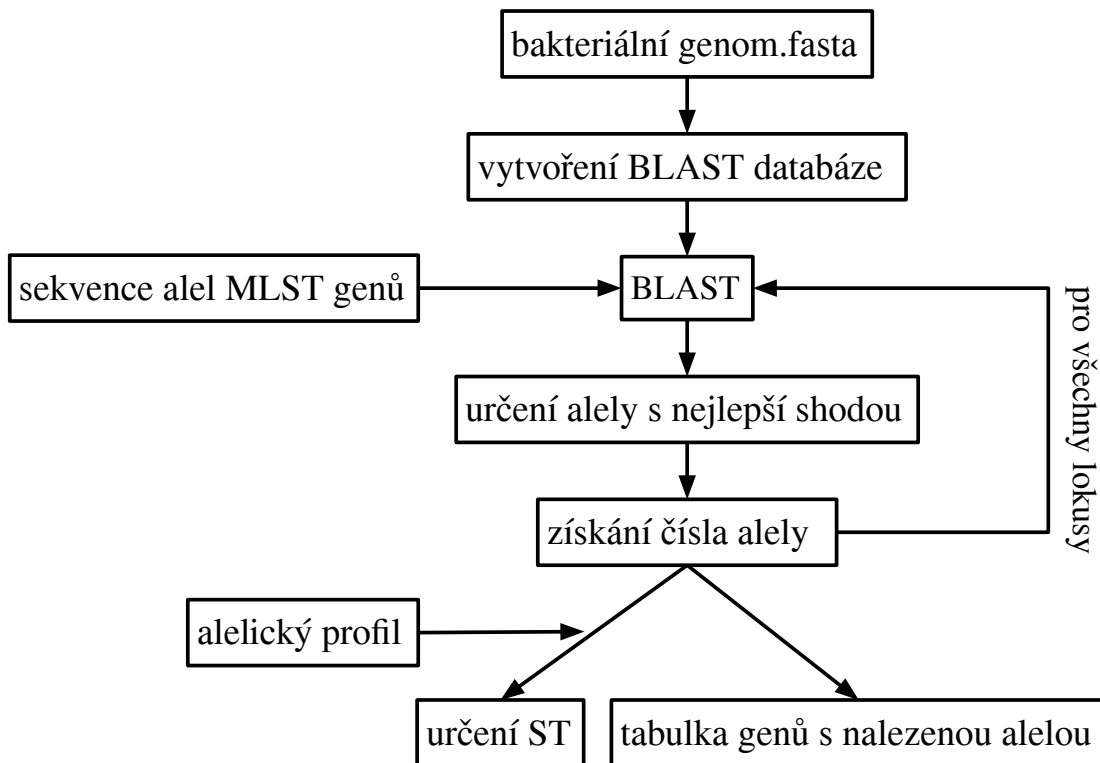 bakteriální genom.fasta
vytvoření BLAST databáze
sekvence alel MLST genů
BLAST
pro všechny lokusy
určení alely s nejlepší shodou
získání čísla alely
alelický profil
určení ST
tabulka genů s nalezenou alelou